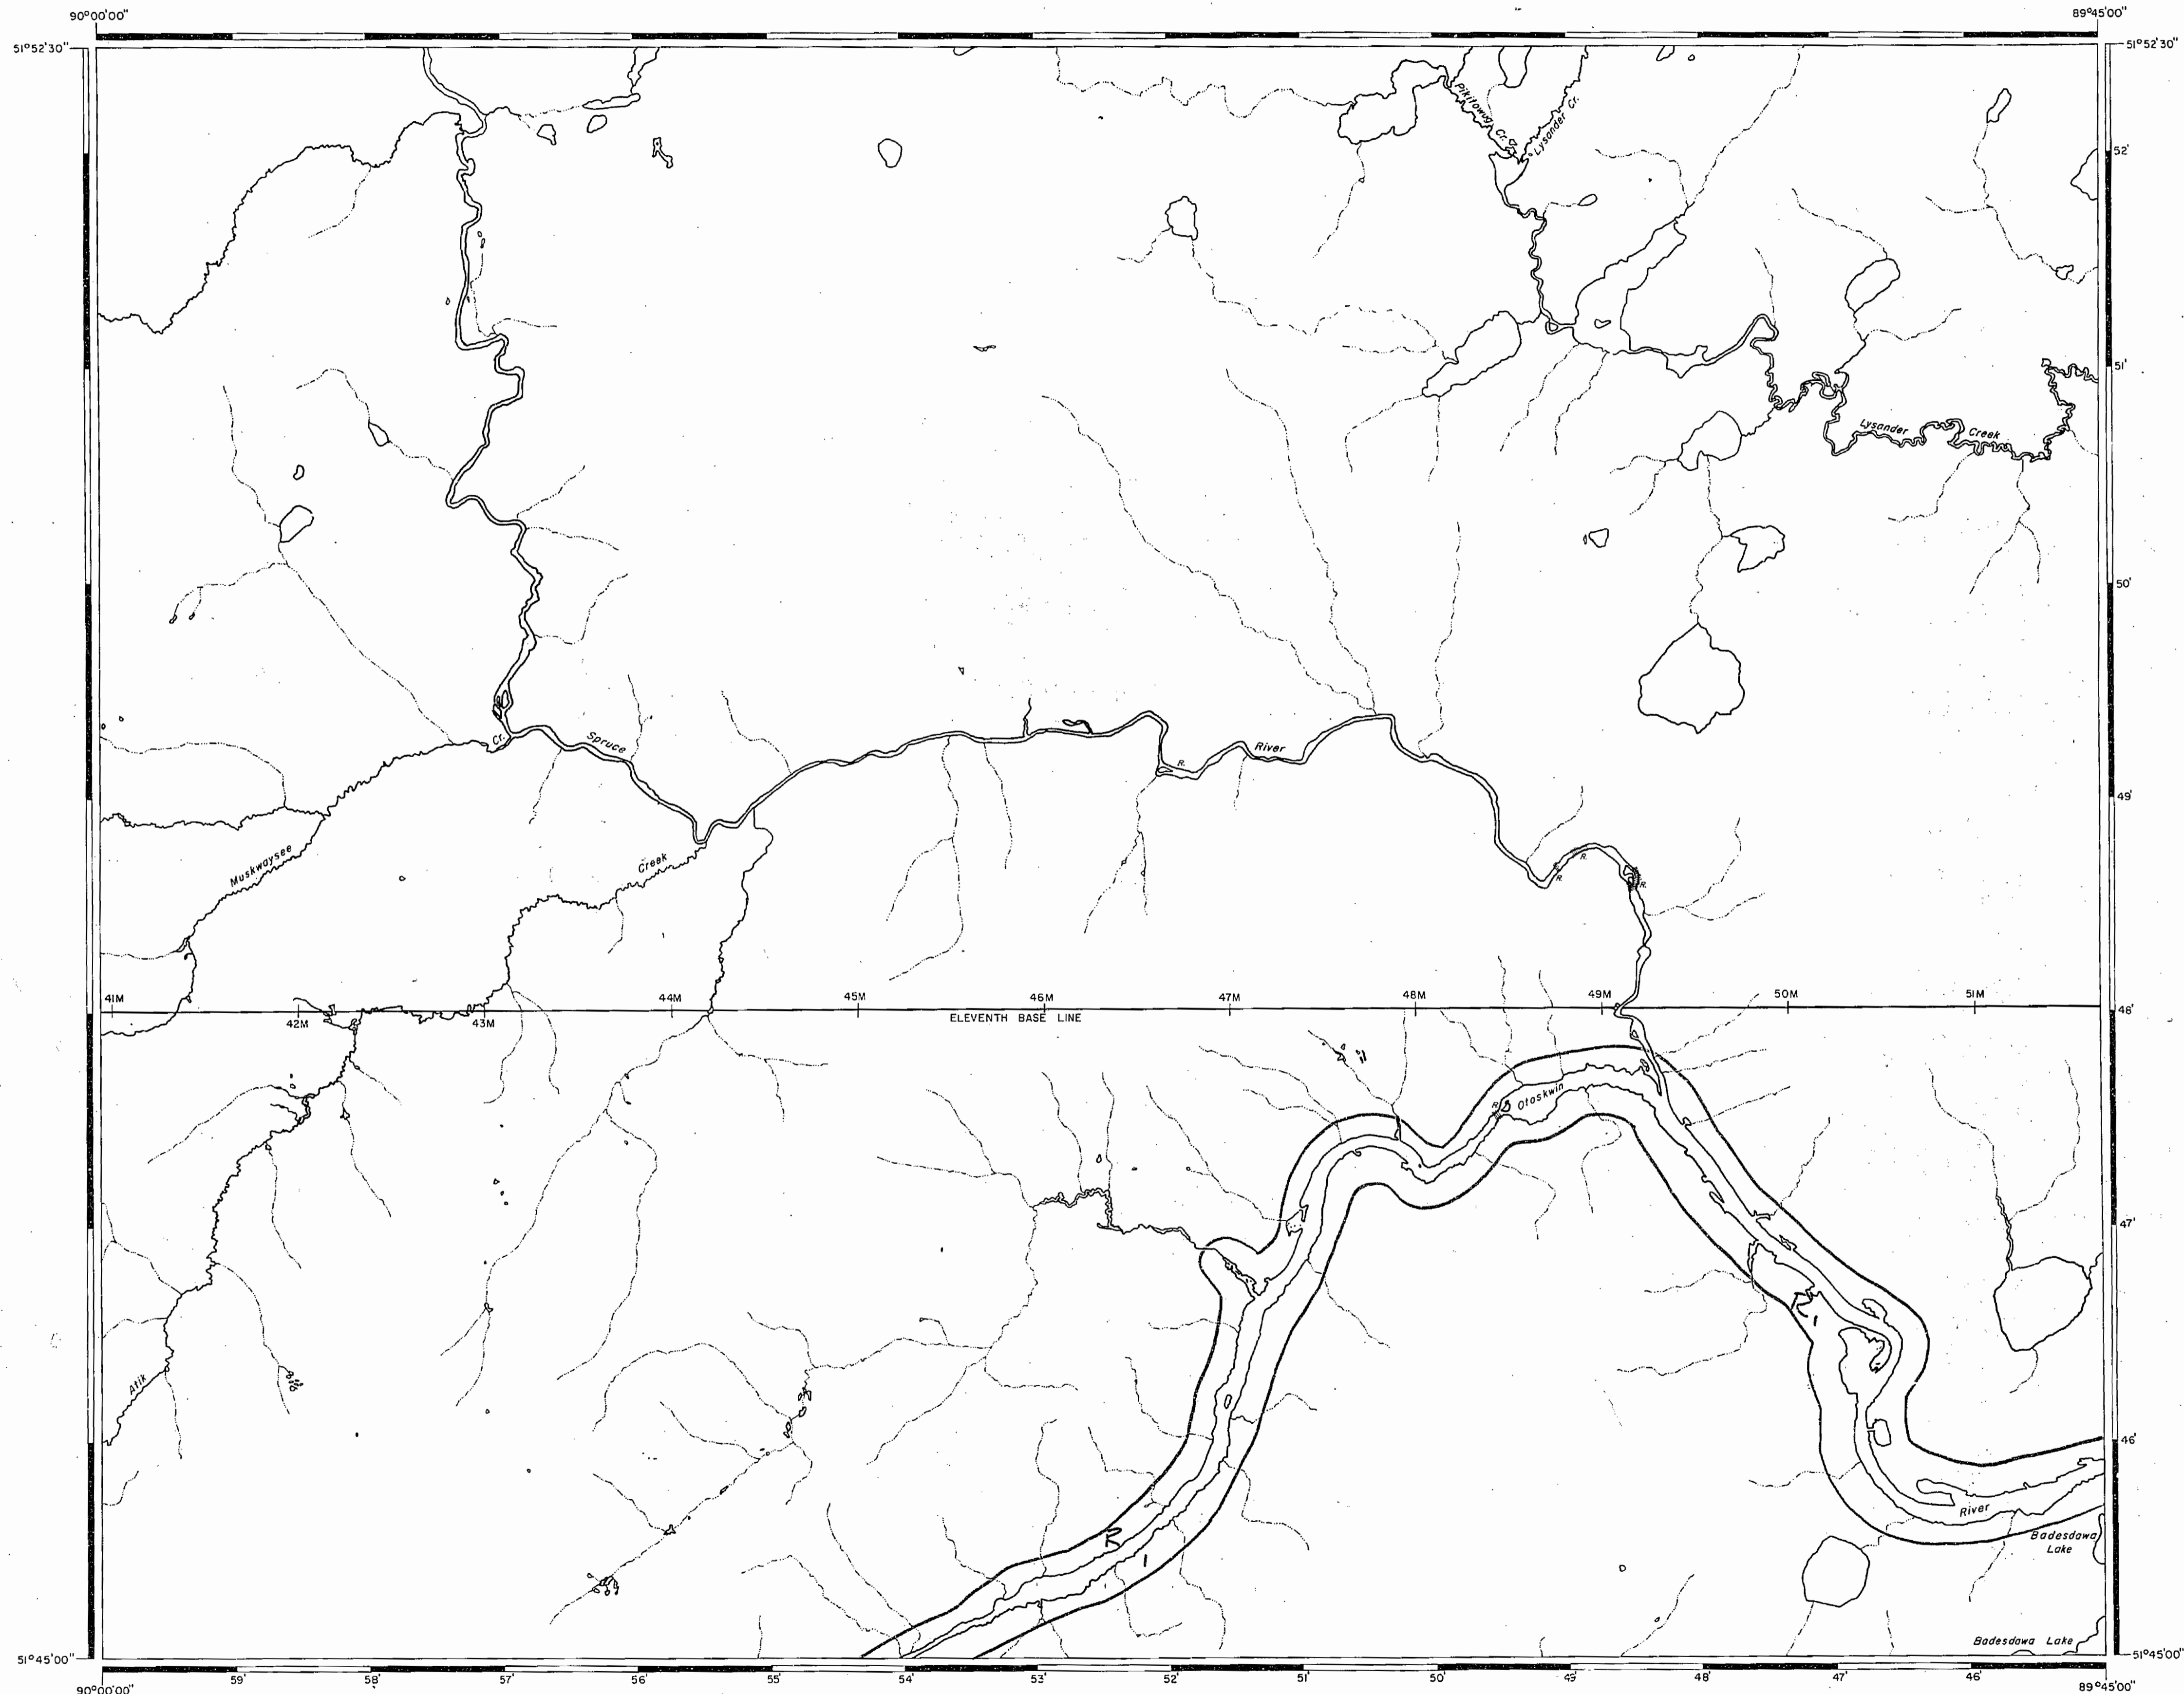 90°00'00" 89°45'00"
51°52'30" 51°52'30"
Pikitowug Cr.
Lysander Cr.
52'
51'
Lysander Creek
50'
Cr. Spruce River
R.
49'
R.
R.
R.
Muskwaysee
Creek
41M 44M 45M 46M 47M 48M 49M 50M 51M
42M 43M ELEVENTH BASE LINE 48'
R. Otoskwin
47'
R 1
Atik
46'
River
R 1
Badesdawa
Lake
Badesdawa Lake
51°45'00" 51°45'00"
90°00'00" 59' 58' 57' 56' 55' 54' 53' 52' 51' 50' 49' 48' 47' 46' 89°45'00"